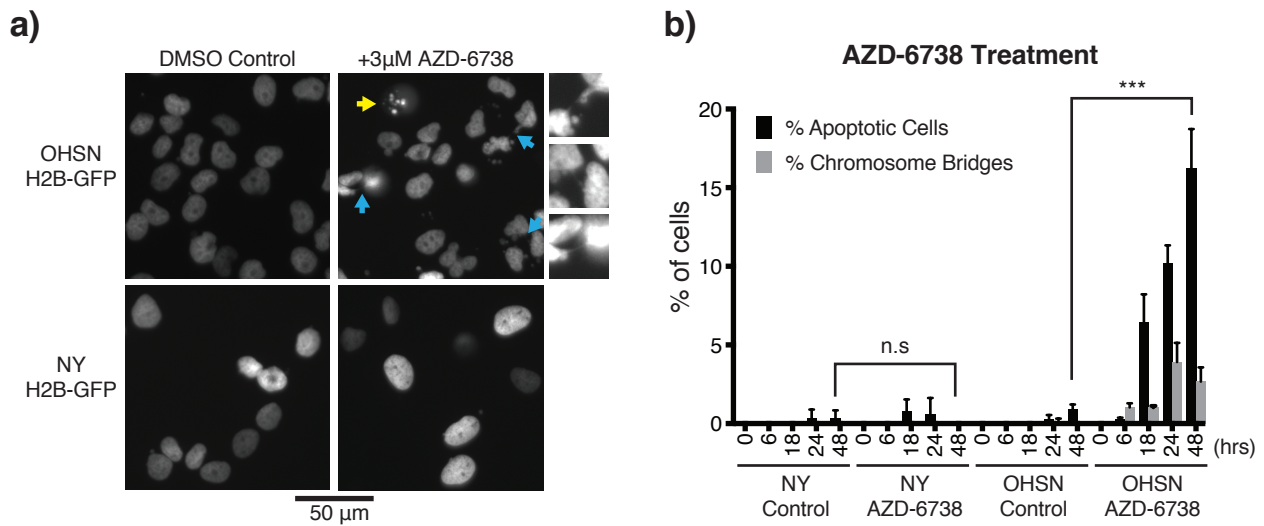 a)
DMSO Control
+3µM AZD-6738
OHSN
H2B-GFP
NY
H2B-GFP
50 µm
b)
AZD-6738 Treatment
***
% Apoptotic Cells
% Chromosome Bridges
n.s
% of cells
20
15
10
5
0
0 6 18 24 48 0 6 18 24 48 0 6 18 24 48 0 6 18 24 48 (hrs)
NY
Control
NY
AZD-6738
OHSN
Control
OHSN
AZD-6738